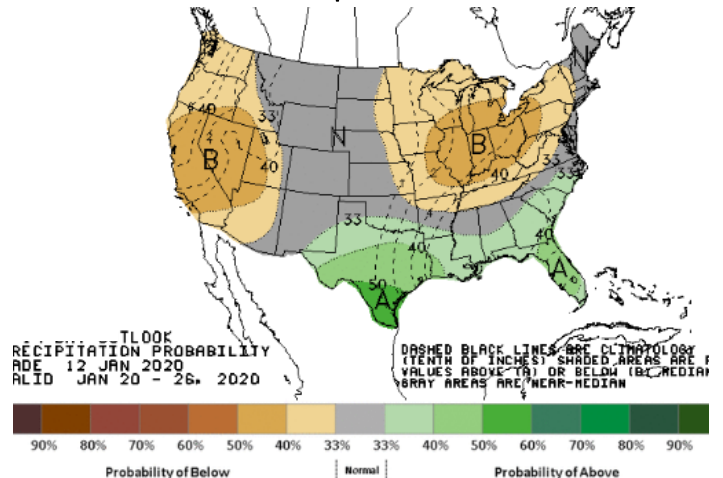 40
33
N
N
B
40
B
33
40
33
33
40
40
A
50
A
TLOOK
RECIPITATION PROBABILITY
ADE 12 JAN 2020
ALID JAN 20 - 26, 2020
DASHED BLACK LINES ARE CLIMATOLOGY
(TENTH OF INCHES) SHADED AREAS ARE F
VALUES ABOVE (A) OR BELOW (B) MEDIAN
GRAY AREAS ARE NEAR-MEDIAN
90% 80% 70% 60% 50% 40% 33% 33% 40% 50% 60% 70% 80% 90%
Probability of Below Normal Probability of Above